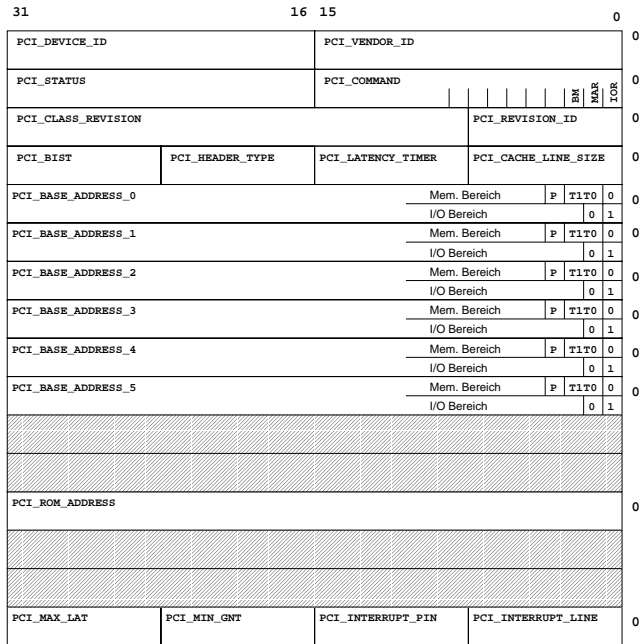 31 16 15 0
PCI_DEVICE_ID PCI_VENDOR_ID 0
PCI_STATUS PCI_COMMAND BM MAR IOR 0
PCI_CLASS_REVISION PCI_REVISION_ID 0
PCI_BIST PCI_HEADER_TYPE PCI_LATENCY_TIMER PCI_CACHE_LINE_SIZE 0
PCI_BASE_ADDRESS_0 Mem. Bereich P T1T0 0 0
I/O Bereich 0 1
PCI_BASE_ADDRESS_1 Mem. Bereich P T1T0 0 0
I/O Bereich 0 1
PCI_BASE_ADDRESS_2 Mem. Bereich P T1T0 0 0
I/O Bereich 0 1
PCI_BASE_ADDRESS_3 Mem. Bereich P T1T0 0 0
I/O Bereich 0 1
PCI_BASE_ADDRESS_4 Mem. Bereich P T1T0 0 0
I/O Bereich 0 1
PCI_BASE_ADDRESS_5 Mem. Bereich P T1T0 0 0
I/O Bereich 0 1
PCI_ROM_ADDRESS 0
PCI_MAX_LAT PCI_MIN_GNT PCI_INTERRUPT_PIN PCI_INTERRUPT_LINE 0